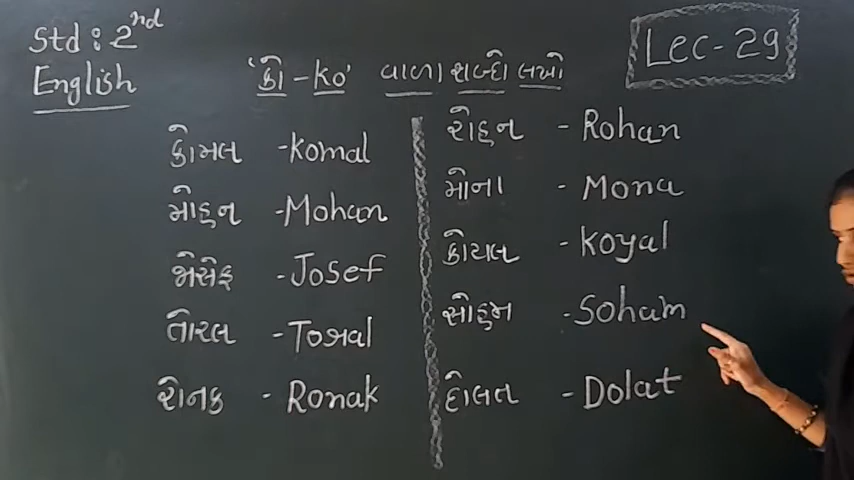 Std : 2nd
English
'કો - ko' વાળા શબ્દો લખો
Lec - 29
કોમલ - Komal
મોહન - Mohan
જોસેફ - Josef
તોરલ - Toral
રોનક - Ronak
રોહન - Rohan
મોના - Mona
કોયલ - Koyal
સોહમ - Soham
દોલત - Dolat